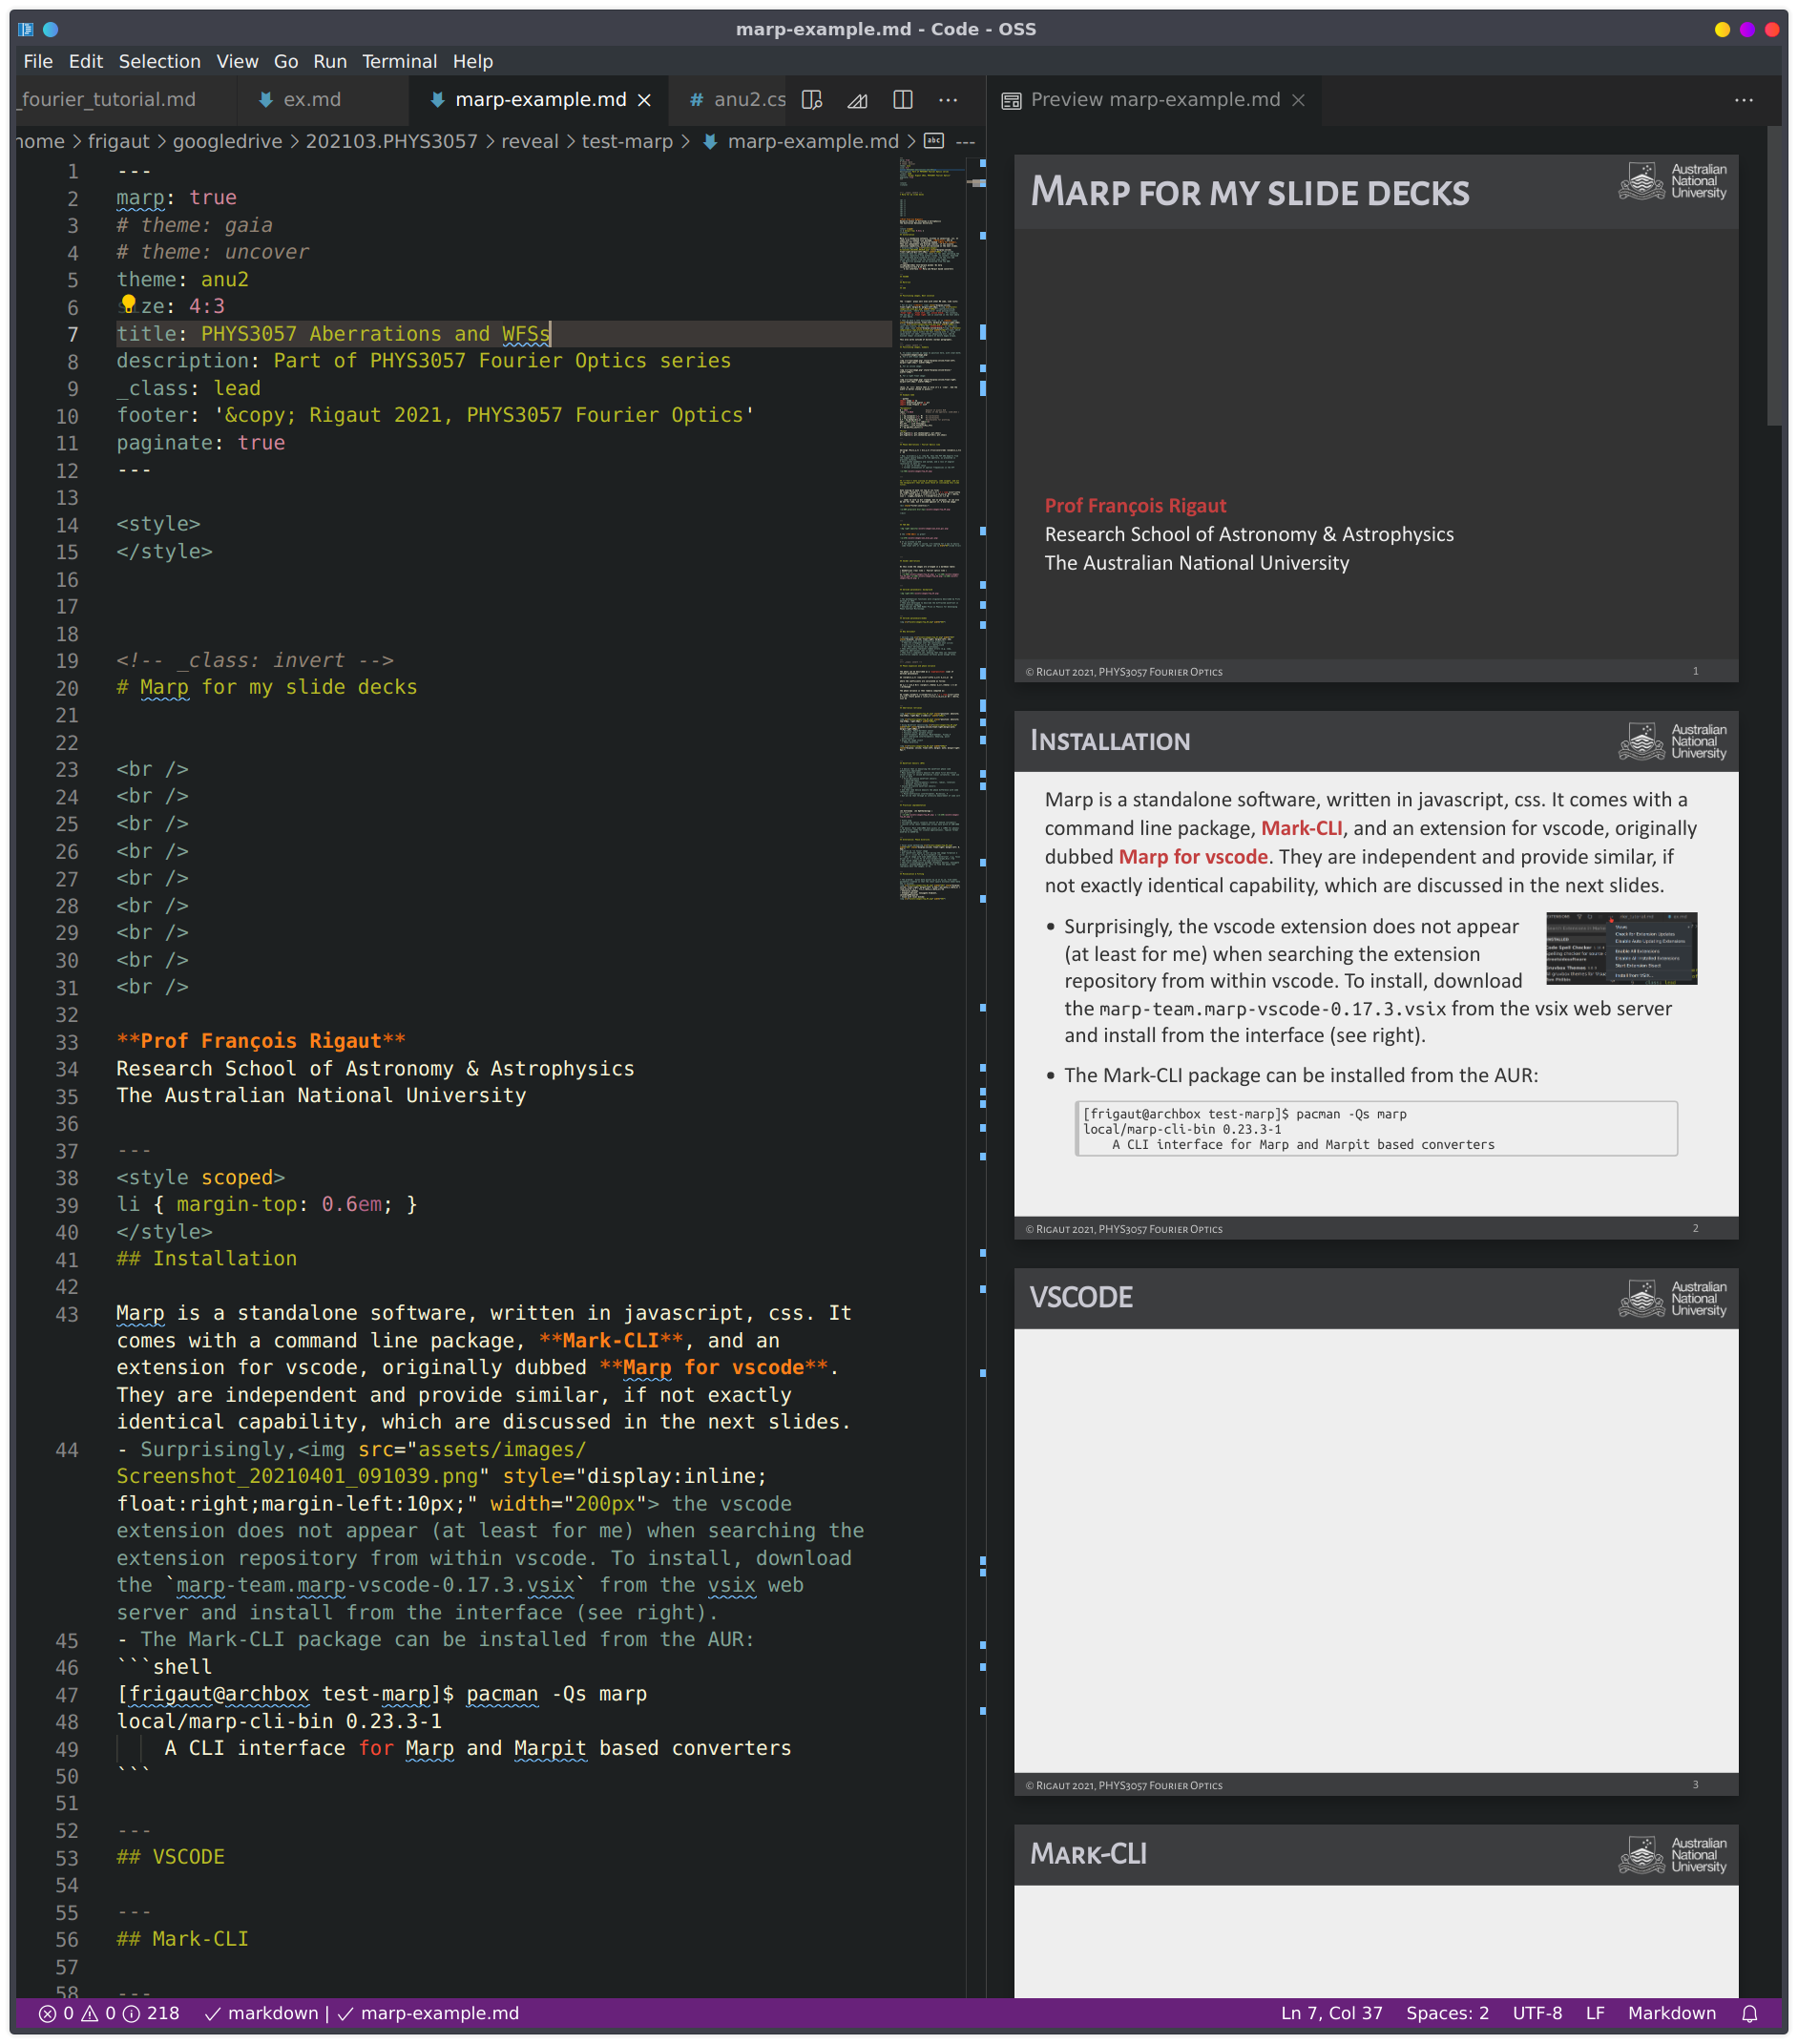 marp-example.md - Code - OSS
File Edit Selection View Go Run Terminal Help
_fourier_tutorial.md ex.md marp-example.md anu2.cs
home > frigaut > googledrive > 202103.PHYS3057 > reveal > test-marp > marp-example.md > abc ---
1 ---
2 marp: true
3 # theme: gaia
4 # theme: uncover
5 theme: anu2
6 size: 4:3
7 title: PHYS3057 Aberrations and WFSs
8 description: Part of PHYS3057 Fourier Optics series
9 _class: lead
10 footer: '&copy; Rigaut 2021, PHYS3057 Fourier Optics'
11 paginate: true
12 ---
13
14 <style>
15 </style>
16
17
18
19 <!-- _class: invert -->
20 # Marp for my slide decks
21
22
23 <br />
24 <br />
25 <br />
26 <br />
27 <br />
28 <br />
29 <br />
30 <br />
31 <br />
32
33 **Prof François Rigaut**
34 Research School of Astronomy & Astrophysics
35 The Australian National University
36
37 ---
38 <style scoped>
39 li { margin-top: 0.6em; }
40 </style>
41 ## Installation
42
43 Marp is a standalone software, written in javascript, css. It
comes with a command line package, **Mark-CLI**, and an
extension for vscode, originally dubbed **Marp for vscode**.
They are independent and provide similar, if not exactly
identical capability, which are discussed in the next slides.
44 - Surprisingly,<img src="assets/images/
Screenshot_20210401_091039.png" style="display:inline;
float:right;margin-left:10px;" width="200px"> the vscode
extension does not appear (at least for me) when searching the
extension repository from within vscode. To install, download
the `marp-team.marp-vscode-0.17.3.vsix` from the vsix web
server and install from the interface (see right).
45 - The Mark-CLI package can be installed from the AUR:
46 ```shell
47 [frigaut@archbox test-marp]$ pacman -Qs marp
48 local/marp-cli-bin 0.23.3-1
49 A CLI interface for Marp and Marpit based converters
50 ```
51
52 ---
53 ## VSCODE
54
55 ---
56 ## Mark-CLI
57
58 ---
Preview marp-example.md
Marp for my slide decks
Australian
National
University
Prof François Rigaut
Research School of Astronomy & Astrophysics
The Australian National University
© Rigaut 2021, PHYS3057 Fourier Optics 1
Installation
Australian
National
University
Marp is a standalone software, written in javascript, css. It comes with a
command line package, Mark-CLI, and an extension for vscode, originally
dubbed Marp for vscode. They are independent and provide similar, if
not exactly identical capability, which are discussed in the next slides.
• Surprisingly, the vscode extension does not appear
(at least for me) when searching the extension
repository from within vscode. To install, download
the marp-team.marp-vscode-0.17.3.vsix from the vsix web server
and install from the interface (see right).
• The Mark-CLI package can be installed from the AUR:
[frigaut@archbox test-marp]$ pacman -Qs marp
local/marp-cli-bin 0.23.3-1
A CLI interface for Marp and Marpit based converters
© Rigaut 2021, PHYS3057 Fourier Optics 2
VSCODE
Australian
National
University
© Rigaut 2021, PHYS3057 Fourier Optics 3
Mark-CLI
Australian
National
University
0 0 218 markdown | marp-example.md Ln 7, Col 37 Spaces: 2 UTF-8 LF Markdown